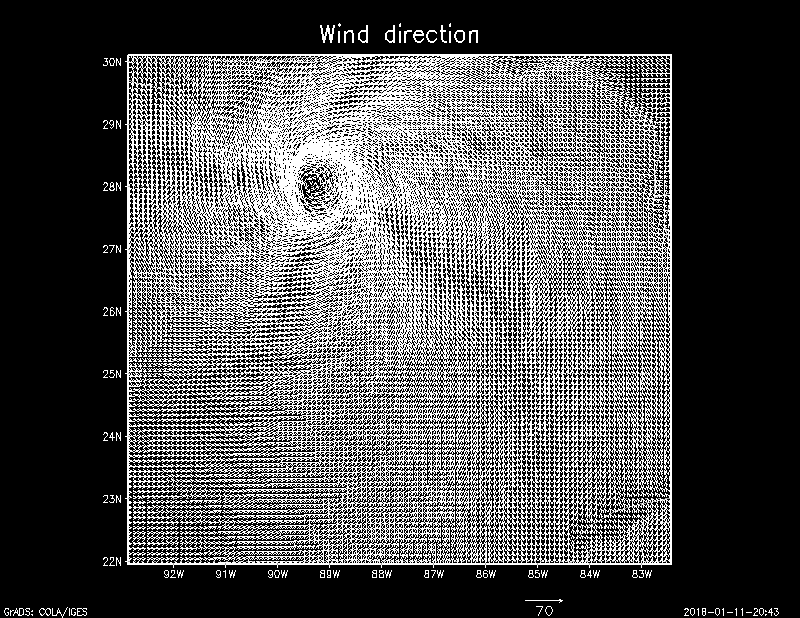 Wind direction
30N
29N
28N
27N
26N
25N
24N
23N
22N
92W 91W 90W 89W 88W 87W 86W 85W 84W 83W
70
GrADS: COLA/IGES 2018-01-11-20:43